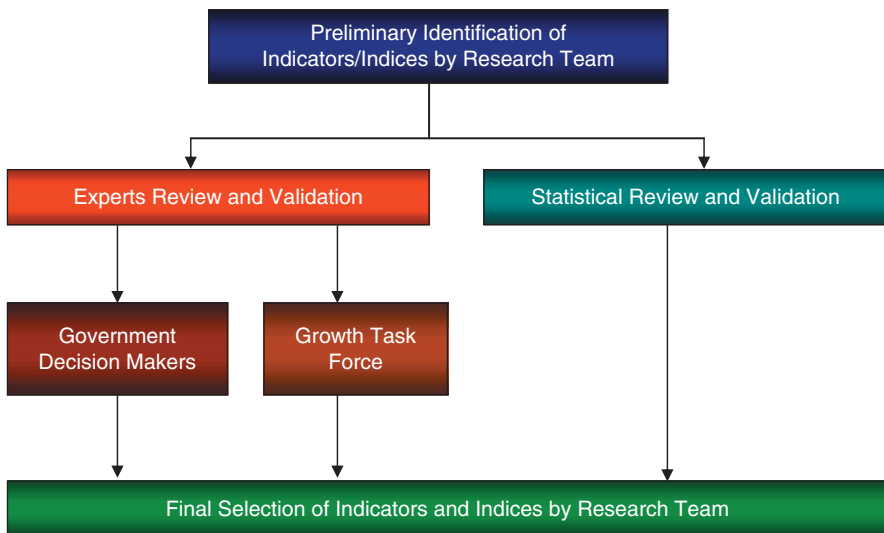 Preliminary Identification of
Indicators/Indices by Research Team
Experts Review and Validation
Statistical Review and Validation
Government
Decision Makers
Growth Task
Force
Final Selection of Indicators and Indices by Research Team